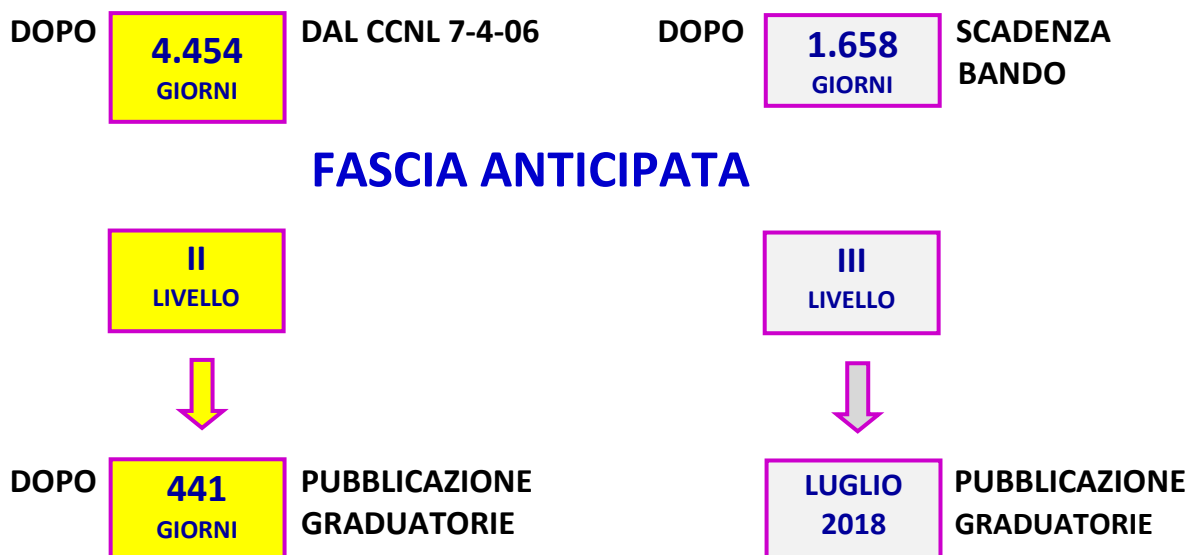 DOPO
4.454
GIORNI
DAL CCNL 7-4-06
DOPO
1.658
GIORNI
SCADENZA
BANDO
FASCIA ANTICIPATA
II
LIVELLO
III
LIVELLO
DOPO
441
GIORNI
PUBBLICAZIONE
GRADUATORIE
LUGLIO
2018
PUBBLICAZIONE
GRADUATORIE